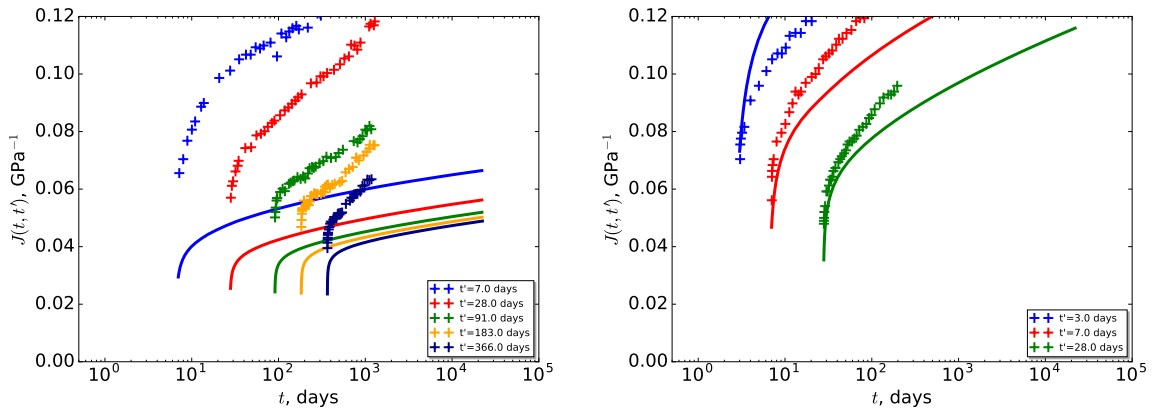 0.12
0.10
0.08
0.06
0.04
0.02
0.00
J(t, t′), GPa⁻¹
10⁰ 10¹ 10² 10³ 10⁴ 10⁵
t, days
t'=7.0 days
t'=28.0 days
t'=91.0 days
t'=183.0 days
t'=366.0 days
0.12
0.10
0.08
0.06
0.04
0.02
0.00
J(t, t′), GPa⁻¹
10⁰ 10¹ 10² 10³ 10⁴ 10⁵
t, days
t'=3.0 days
t'=7.0 days
t'=28.0 days